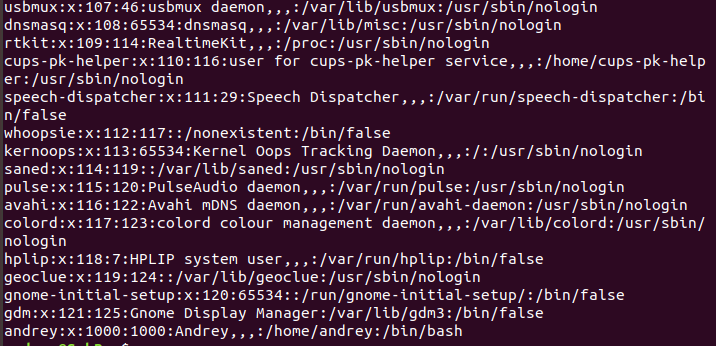 usbmux:x:107:46:usbmux daemon,,,:/var/lib/usbmux:/usr/sbin/nologin
dnsmasq:x:108:65534:dnsmasq,,,:/var/lib/misc:/usr/sbin/nologin
rtkit:x:109:114:RealtimeKit,,,:/proc:/usr/sbin/nologin
cups-pk-helper:x:110:116:user for cups-pk-helper service,,,:/home/cups-pk-help
er:/usr/sbin/nologin
speech-dispatcher:x:111:29:Speech Dispatcher,,,:/var/run/speech-dispatcher:/bi
n/false
whoopsie:x:112:117::/nonexistent:/bin/false
kernoops:x:113:65534:Kernel Oops Tracking Daemon,,,:/:/usr/sbin/nologin
saned:x:114:119::/var/lib/saned:/usr/sbin/nologin
pulse:x:115:120:PulseAudio daemon,,,:/var/run/pulse:/usr/sbin/nologin
avahi:x:116:122:Avahi mDNS daemon,,,:/var/run/avahi-daemon:/usr/sbin/nologin
colord:x:117:123:colord colour management daemon,,,:/var/lib/colord:/usr/sbin/
nologin
hplip:x:118:7:HPLIP system user,,,:/var/run/hplip:/bin/false
geoclue:x:119:124::/var/lib/geoclue:/usr/sbin/nologin
gnome-initial-setup:x:120:65534::/run/gnome-initial-setup/:/bin/false
gdm:x:121:125:Gnome Display Manager:/var/lib/gdm3:/bin/false
andrey:x:1000:1000:Andrey,,,:/home/andrey:/bin/bash